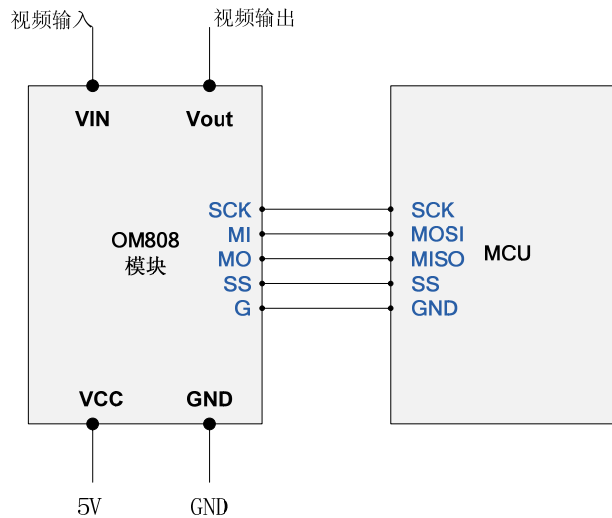 视频输入
视频输出
VIN
Vout
SCK
MI
MO
SS
G
OM808
模块
VCC
GND
5V
GND
SCK
MOSI
MISO
SS
GND
MCU